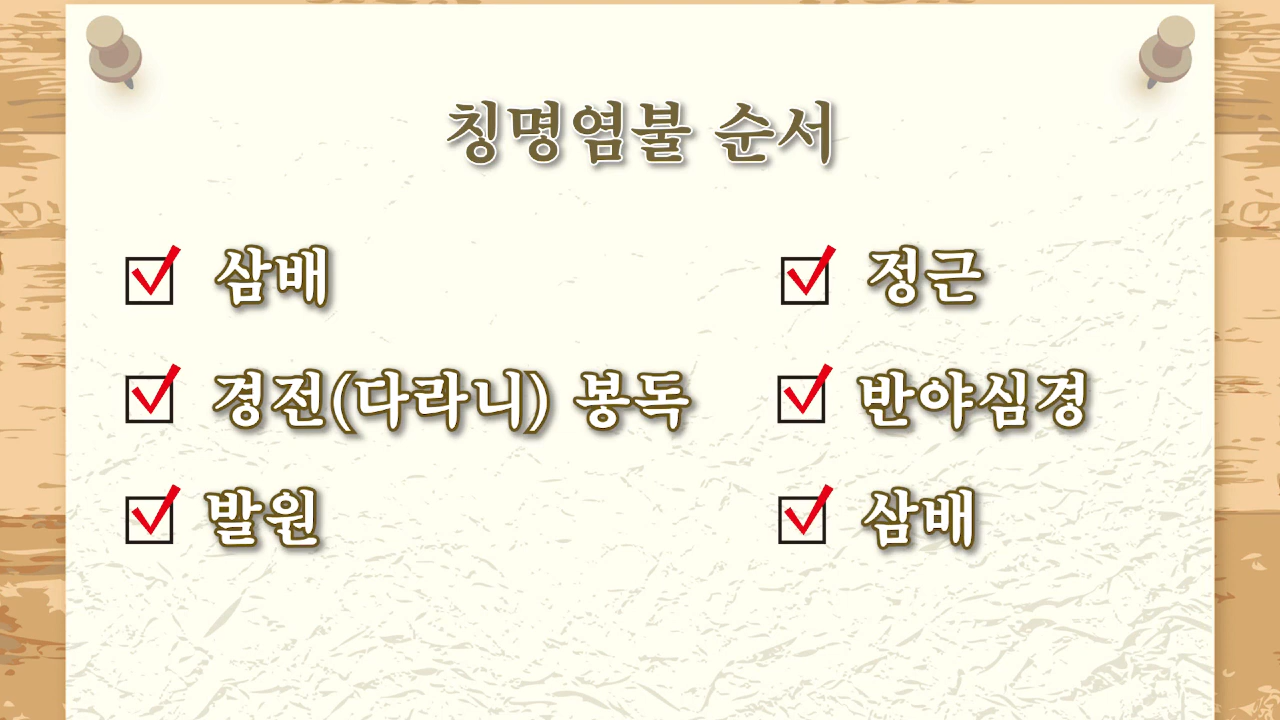 칭명염불 순서
삼배
경전(다라니) 봉독
발원
정근
반야심경
삼배